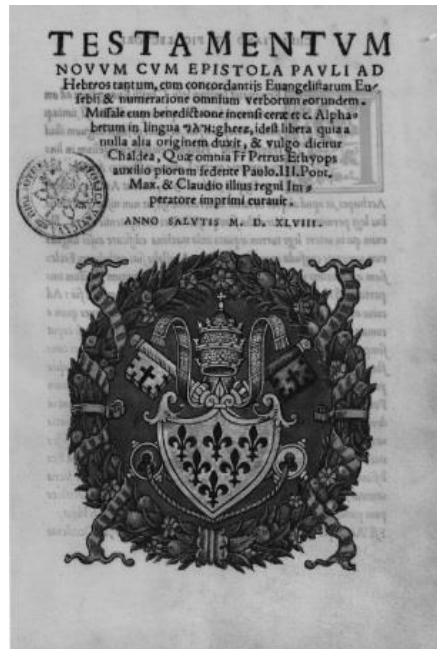 TESTAMENTVM
NOVVM CVM EPISTOLA PAVLI AD
Hebreos tantum, cum concordantijs Euangelistarum Eu-
sebij & numeratione omnium verborum eorundem.
Missale cum benedictione incensi ceræ et c. Alpha-
betum in lingua gheez, idest libera quia a
nulla alia originem duxit, & vulgo dicitur
Chaldea, Quæ omnia Fr Petrus Ethyops
auxilio piorum sedente Paulo.III.Pont.
Max. & Claudio illius regni Im-
peratore imprimi curauit.
ANNO SALVTIS M. D. XLVIII.